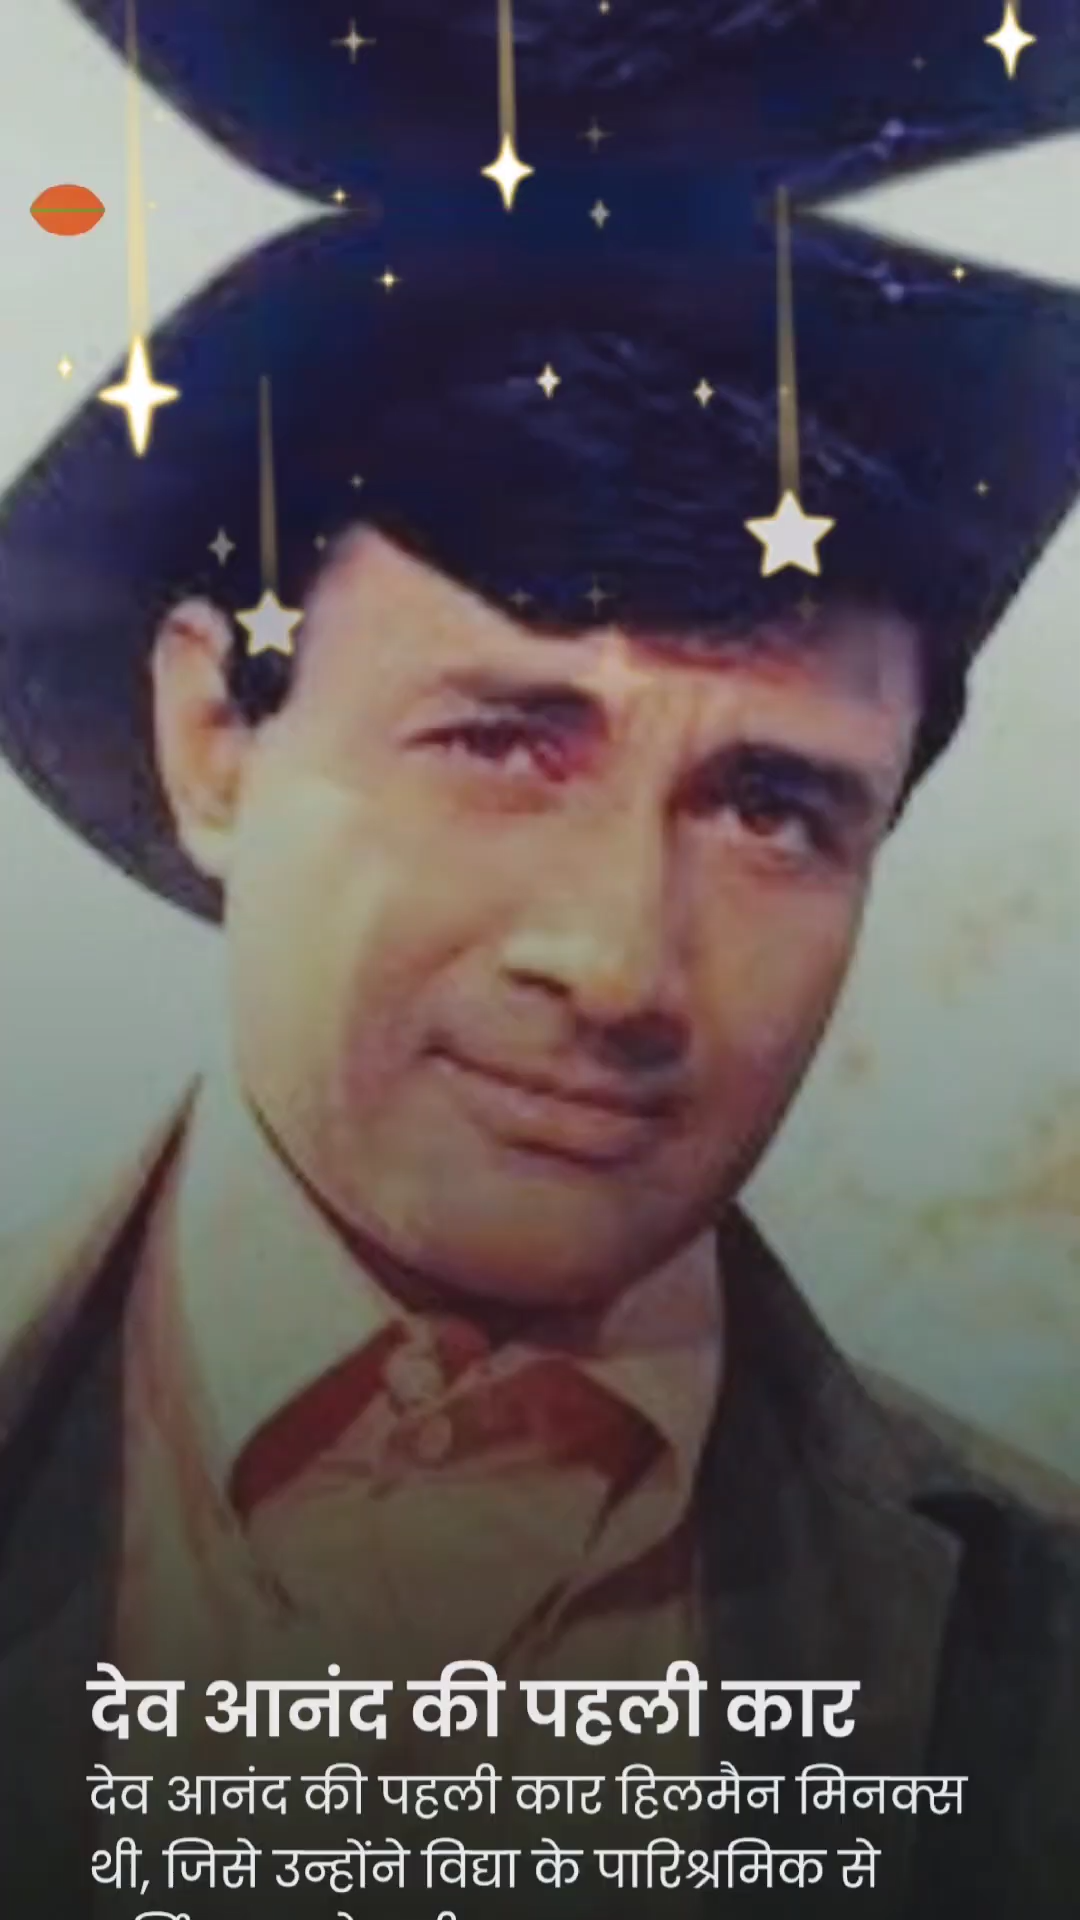 देव आनंद की पहली कार
देव आनंद की पहली कार हिलमैन मिनक्स
थी, जिसे उन्होंने विद्या के पारिश्रमिक से